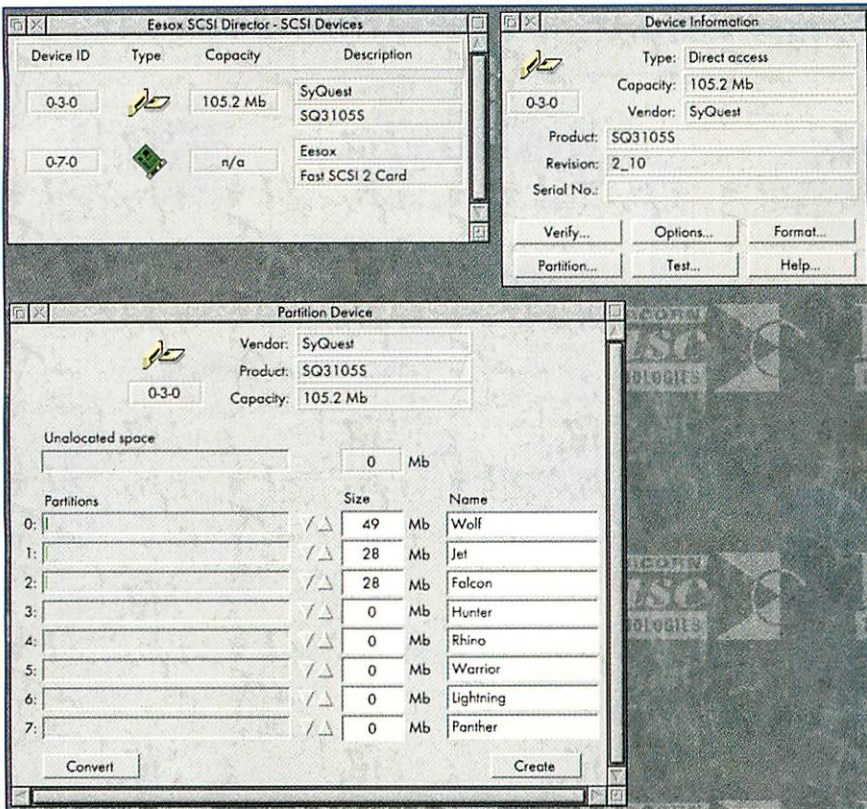 Eesox SCSI Director - SCSI Devices
Device ID Type Capacity Description
0-3-0 105.2 Mb SyQuest
SQ3105S
0-7-0 n/a Eesox
Fast SCSI 2 Card
Device Information
Type: Direct access
Capacity: 105.2 Mb
0-3-0
Vendor: SyQuest
Product: SQ3105S
Revision: 2_10
Serial No.:
Verify... Options... Format...
Partition... Test... Help...
Partition Device
Vendor: SyQuest
Product: SQ3105S
0-3-0
Capacity: 105.2 Mb
Unalocated space
0 Mb
Partitions Size Name
0: 49 Mb Wolf
1: 28 Mb Jet
2: 28 Mb Falcon
3: 0 Mb Hunter
4: 0 Mb Rhino
5: 0 Mb Warrior
6: 0 Mb Lightning
7: 0 Mb Panther
Convert Create